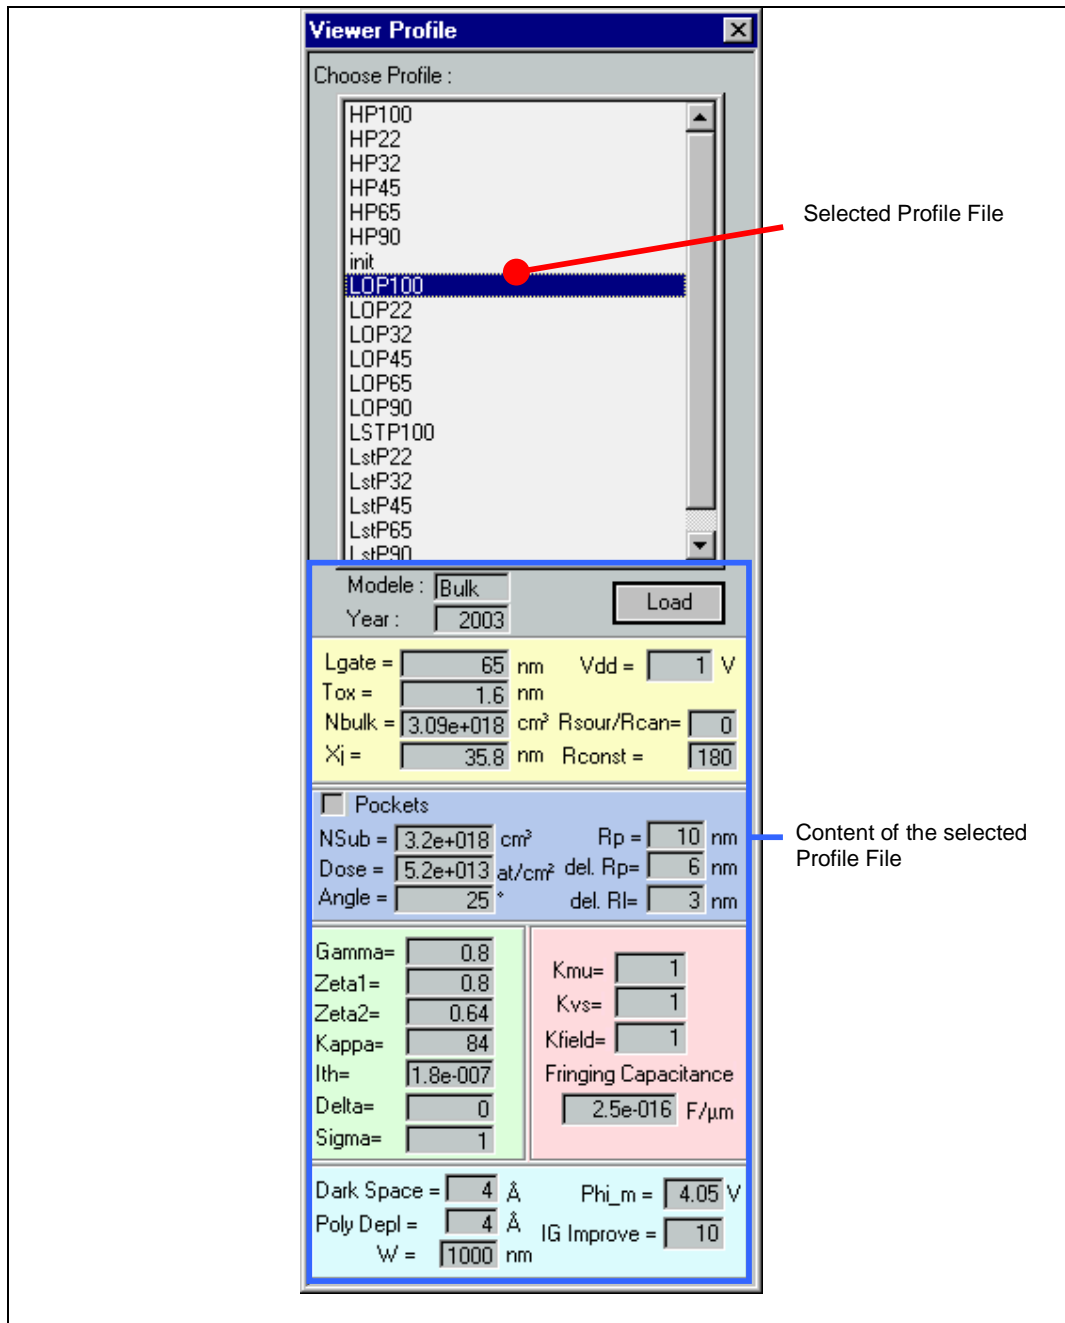 Viewer Profile
Choose Profile :
HP100
HP22
HP32
HP45
HP65
HP90
init
LOP100
LOP22
LOP32
LOP45
LOP65
LOP90
LSTP100
LstP22
LstP32
LstP45
LstP65
LstP90
Selected Profile File
Modele : Bulk
Load
Year : 2003
Lgate = 65 nm Vdd = 1 V
Tox = 1.6 nm
Nbulk = 3.09e+018 cm³ Rsour/Rcan= 0
Xj = 35.8 nm Rconst = 180
Pockets
NSub = 3.2e+018 cm³ Rp = 10 nm
Dose = 5.2e+013 at/cm² del. Rp= 6 nm
Angle = 25 ° del. Rl= 3 nm
Content of the selected
Profile File
Gamma= 0.8
Zeta1= 0.8
Zeta2= 0.64
Kappa= 84
Ith= 1.8e-007
Delta= 0
Sigma= 1
Kmu= 1
Kvs= 1
Kfield= 1
Fringing Capacitance
2.5e-016 F/µm
Dark Space = 4 Å Phi_m = 4.05 V
Poly Depl = 4 Å IG Improve = 10
W = 1000 nm